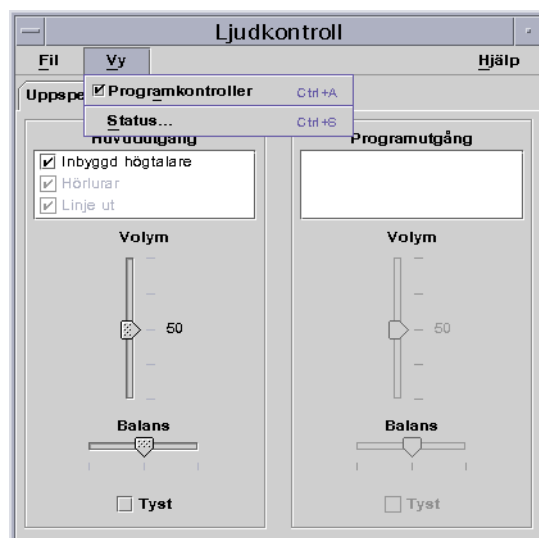 Ljudkontroll
Fil Vy Hjälp
Uppspe
Programkontroller Ctrl+A
Status... Ctrl+S
Huvudutgång
Programutgång
Inbyggd högtalare
Hörlurar
Linje ut
Volym
Volym
50
50
Balans
Balans
Tyst
Tyst